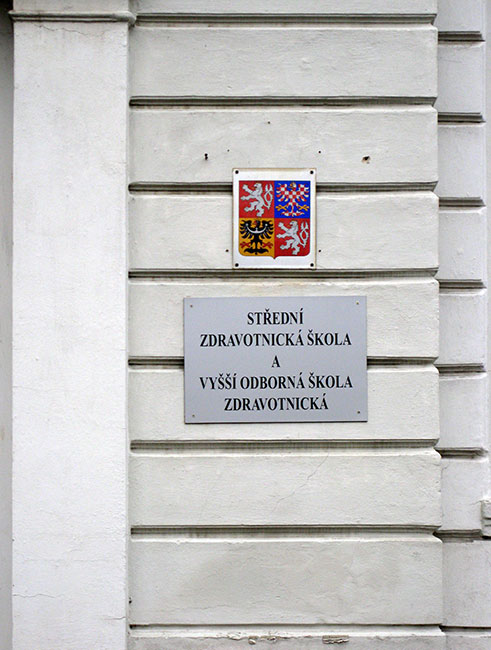 STŘEDNÍ
ZDRAVOTNICKÁ ŠKOLA
A
VYŠŠÍ ODBORNÁ ŠKOLA
ZDRAVOTNICKÁ